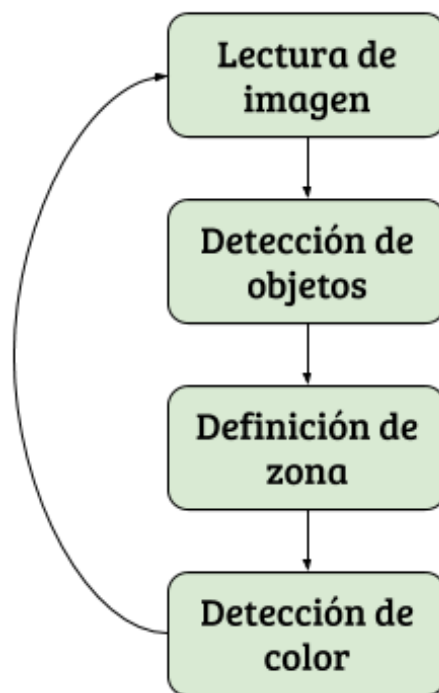 Lectura de
imagen
Detección de
objetos
Definición de
zona
Detección de
color